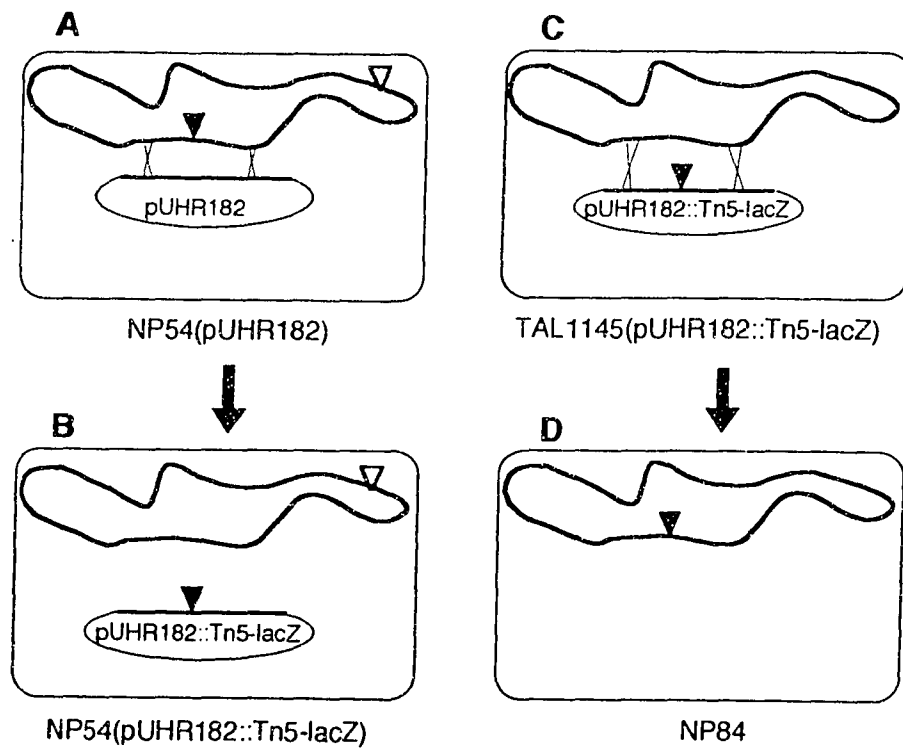 A
pUHR182
NP54(pUHR182)
B
pUHR182::Tn5-lacZ
NP54(pUHR182::Tn5-lacZ)
C
pUHR182::Tn5-lacZ
TAL1145(pUHR182::Tn5-lacZ)
D
NP84